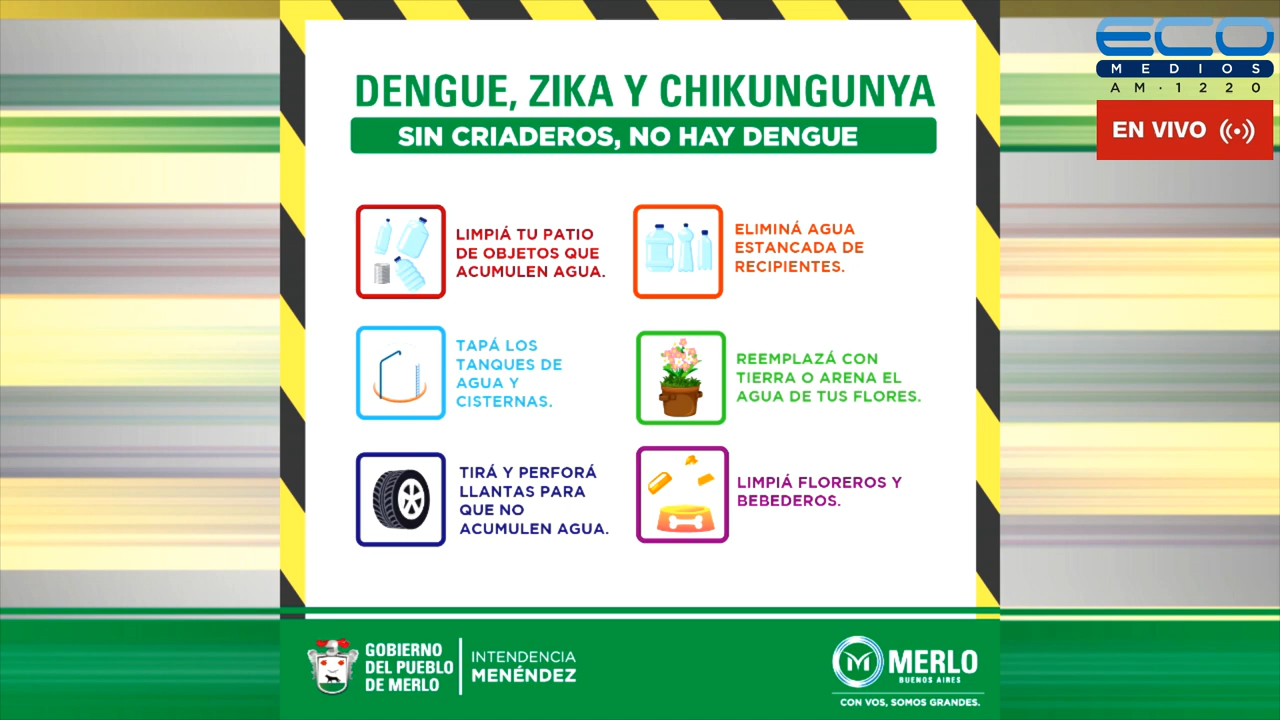 ECO
MEDIOS
AM·1220
EN VIVO
DENGUE, ZIKA Y CHIKUNGUNYA
SIN CRIADEROS, NO HAY DENGUE
LIMPIÁ TU PATIO
DE OBJETOS QUE
ACUMULEN AGUA.
ELIMINÁ AGUA
ESTANCADA DE
RECIPIENTES.
TAPÁ LOS
TANQUES DE
AGUA Y
CISTERNAS.
REEMPLAZÁ CON
TIERRA O ARENA EL
AGUA DE TUS FLORES.
TIRÁ Y PERFORÁ
LLANTAS PARA
QUE NO
ACUMULEN AGUA.
LIMPIÁ FLOREROS Y
BEBEDEROS.
GOBIERNO
DEL PUEBLO
DE MERLO
INTENDENCIA
MENÉNDEZ
MERLO
BUENOS AIRES
CON VOS, SOMOS GRANDES.